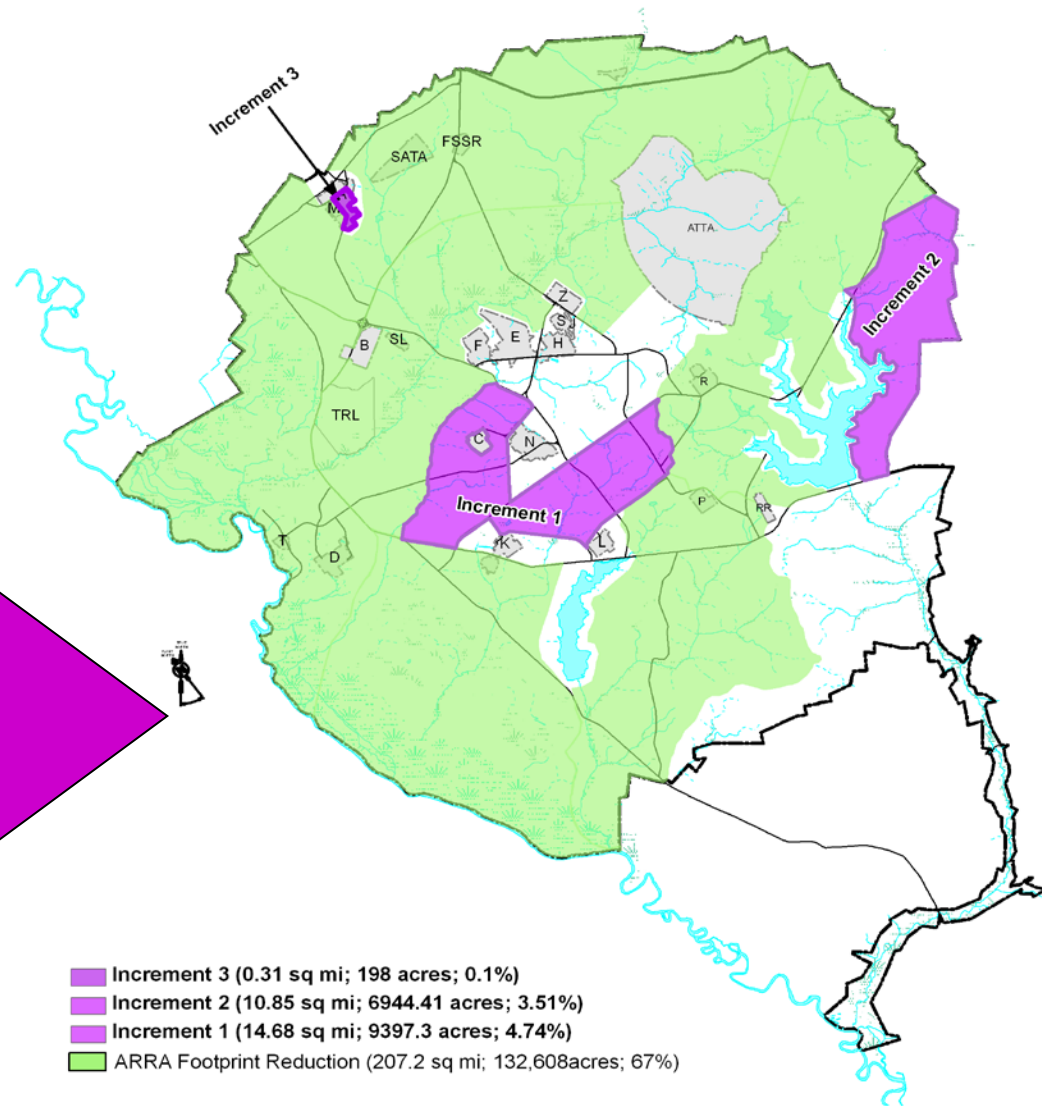 Increment 3
SATA
FSSR
M
ATTA
Increment 2
Z
S
F
E
H
B
SL
R
TRL
C
N
Increment 1
P
RR
T
D
K
L
Increment 3 (0.31 sq mi; 198 acres; 0.1%)
Increment 2 (10.85 sq mi; 6944.41 acres; 3.51%)
Increment 1 (14.68 sq mi; 9397.3 acres; 4.74%)
ARRA Footprint Reduction (207.2 sq mi; 132,608acres; 67%)